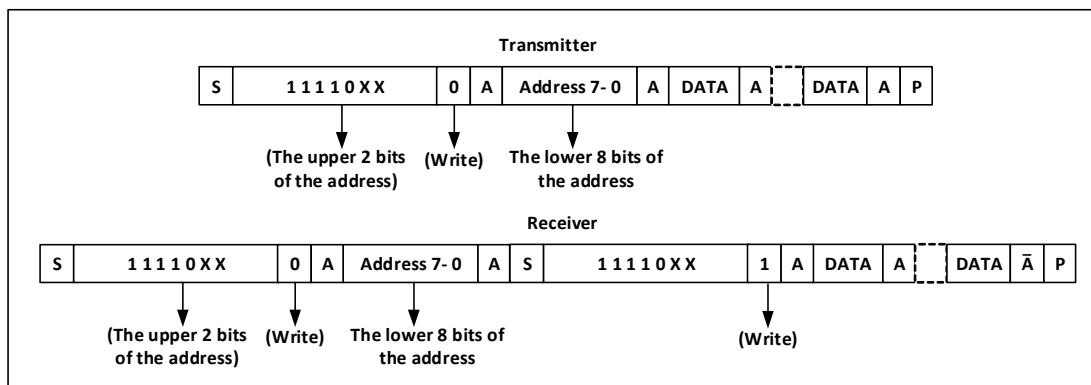 Transmitter
S 1 1 1 1 0 X X 0 A Address 7- 0 A DATA A DATA A P
(The upper 2 bits of the address) (Write) The lower 8 bits of the address
Receiver
S 1 1 1 1 0 X X 0 A Address 7- 0 A S 1 1 1 1 0 X X 1 A DATA A DATA Ā P
(The upper 2 bits of the address) (Write) The lower 8 bits of the address (Write)